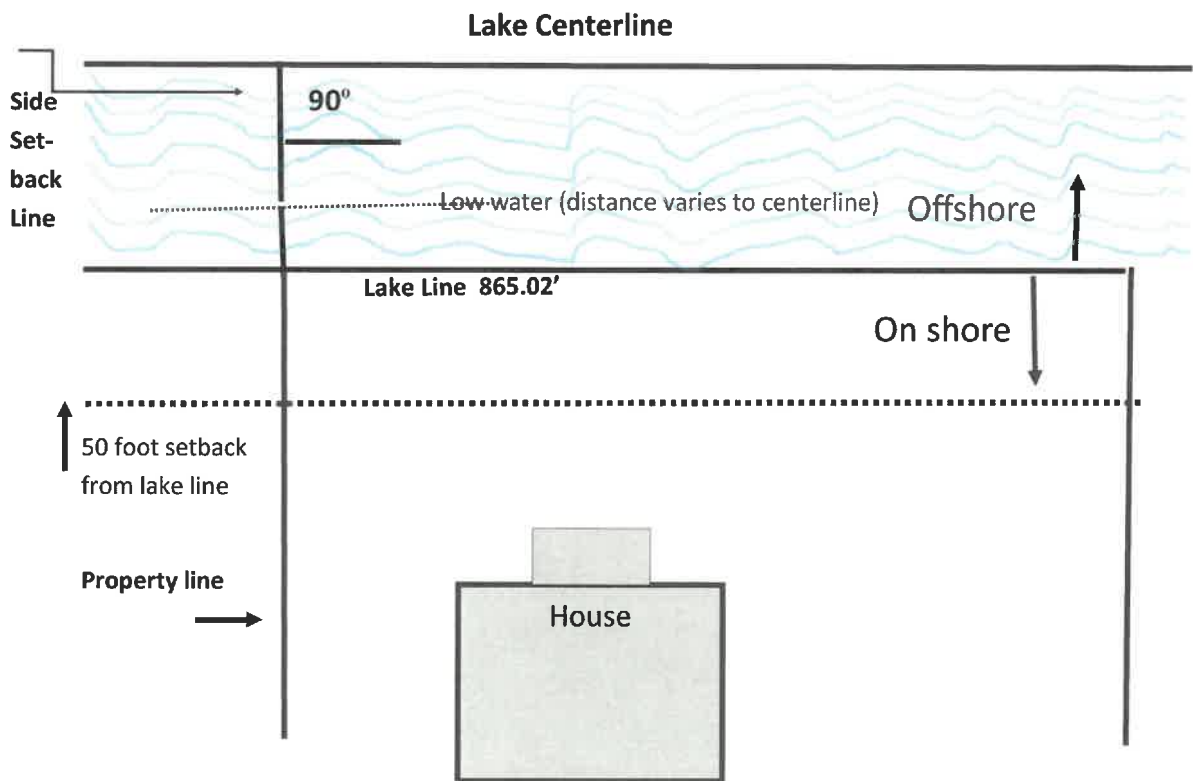 Lake Centerline
Side
Set-
back
Line
90°
Low water (distance varies to centerline)
Offshore
Lake Line 865.02'
On shore
50 foot setback
from lake line
Property line
House